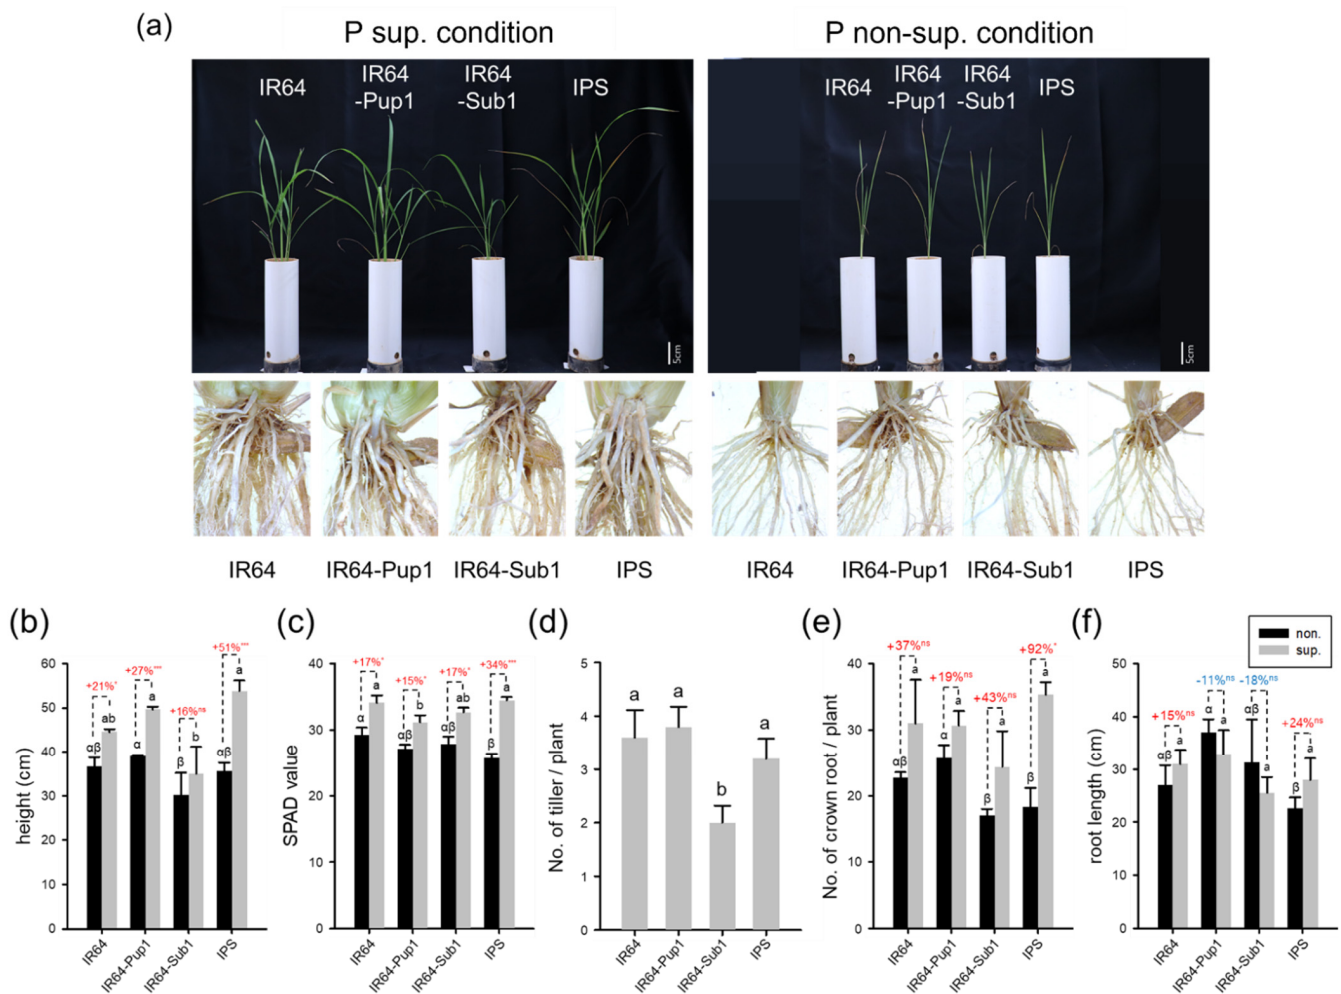 (a)
P sup. condition
P non-sup. condition
IR64
IR64
-Pup1
IR64
-Sub1
IPS
5cm
IR64
IR64
-Pup1
IR64
-Sub1
IPS
5cm
IR64
IR64-Pup1
IR64-Sub1
IPS
IR64
IR64-Pup1
IR64-Sub1
IPS
(b)
height (cm)
60
50
40
30
20
10
0
+21%*
+27%***
+16%ns
+51%***
αβ
ab
α
a
β
b
αβ
a
IR64
IR64-Pup1
IR64-Sub1
IPS
(c)
SPAD value
40
30
20
10
0
+17%*
+15%*
+17%*
+34%***
α
a
αβ
b
αβ
ab
β
a
IR64
IR64-Pup1
IR64-Sub1
IPS
(d)
No. of tiller / plant
5
4
3
2
1
0
a
a
b
a
IR64
IR64-Pup1
IR64-Sub1
IPS
(e)
No. of crown root / plant
40
30
20
10
0
+37%ns
+19%ns
+43%ns
+92%*
αβ
a
α
a
β
a
β
a
IR64
IR64-Pup1
IR64-Sub1
IPS
(f)
non.
sup.
root length (cm)
50
40
30
20
10
0
+15%ns
-11%ns
-18%ns
+24%ns
αβ
a
α
a
αβ
a
β
a
IR64
IR64-Pup1
IR64-Sub1
IPS